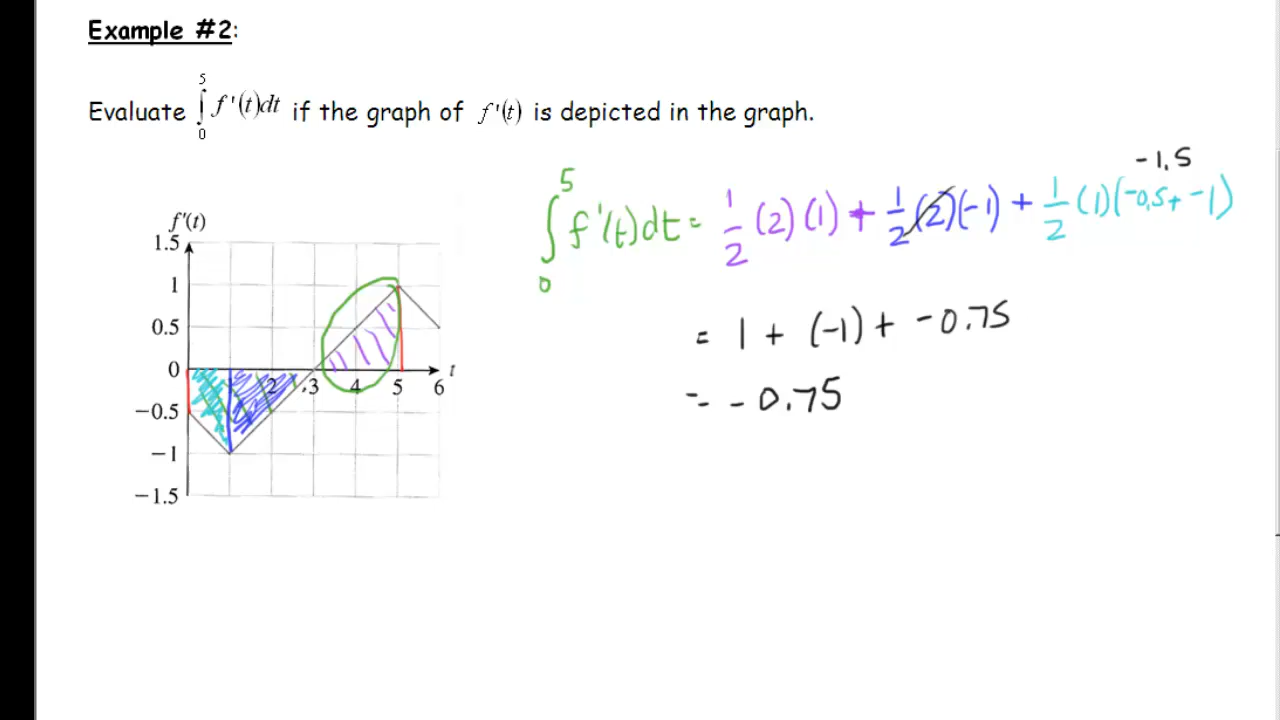 Example #2:
Evaluate ∫₀⁵ f'(t)dt if the graph of f'(t) is depicted in the graph.
-1.5
∫₀⁵ f'(t)dt = 1/2 (2)(1) + 1/2 (2)(-1) + 1/2 (1)(-0.5 + -1)
= 1 + (-1) + -0.75
= -0.75
f'(t)
1.5
1
0.5
0 t
2 .3 4 5 6
-0.5
-1
-1.5